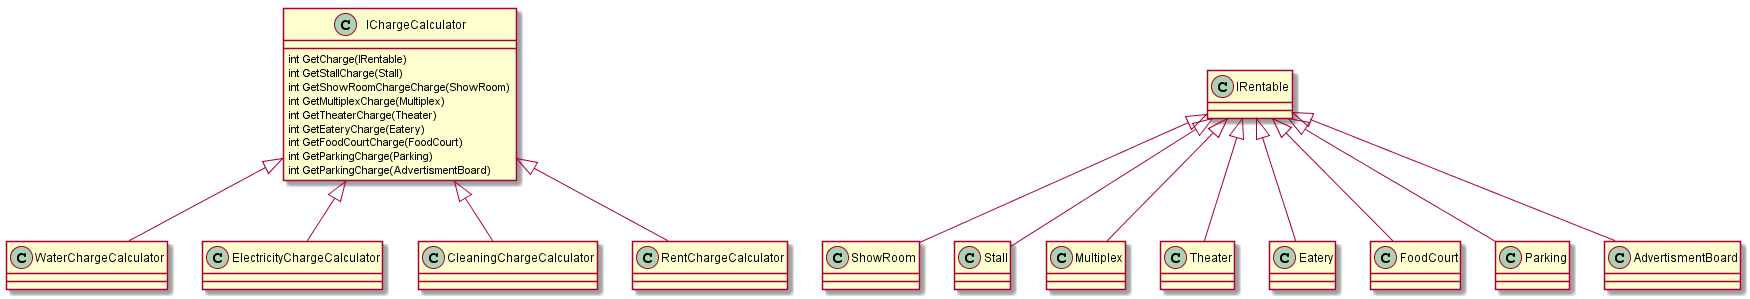 C IChargeCalculator
int GetCharge(IRentable)
int GetStallCharge(Stall)
int GetShowRoomChargeCharge(ShowRoom)
int GetMultiplexCharge(Multiplex)
int GetTheaterCharge(Theater)
int GetEateryCharge(Eatery)
int GetFoodCourtCharge(FoodCourt)
int GetParkingCharge(Parking)
int GetParkingCharge(AdvertismentBoard)
C IRentable
C WaterChargeCalculator
C ElectricityChargeCalculator
C CleaningChargeCalculator
C RentChargeCalculator
C ShowRoom
C Stall
C Multiplex
C Theater
C Eatery
C FoodCourt
C Parking
C AdvertismentBoard